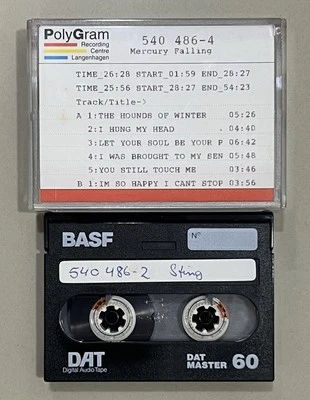 PolyGram
Recording
Centre
Langenhagen
540 486-4
Mercury Falling
TIME_26:28 START_01:59 END_28:27
TIME_25:56 START_28:27 END_54:23
Track/Title->
A 1:THE HOUNDS OF WINTER 05:26
2:I HUNG MY HEAD . 04:40
3:LET YOUR SOUL BE YOUR P 06:42
4:I WAS BROUGHT TO MY SEN 05:48
5:YOU STILL TOUCH ME 03:46
B 1:IM SO HAPPY I CANT STOP 03:56
BASF
N°
540 486-2 Sting
DAT
Digital Audio Tape
DAT
MASTER 60